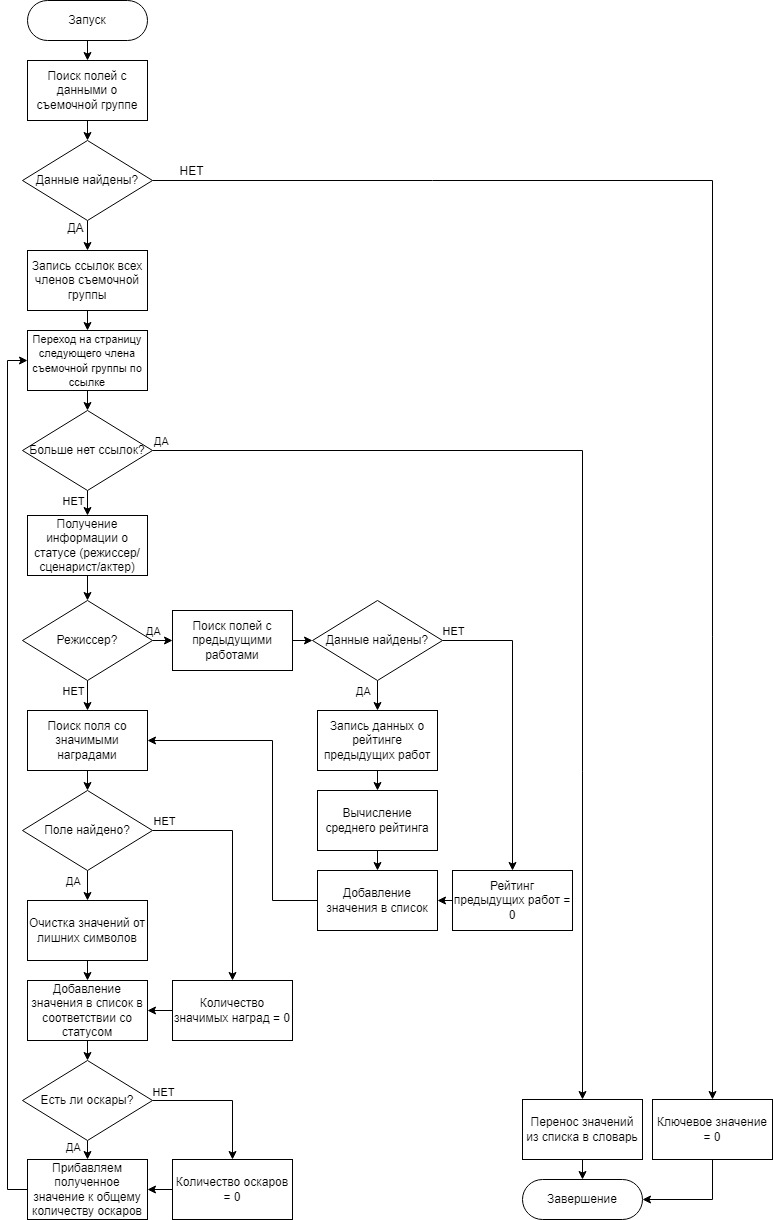 Запуск
Поиск полей с
данными о
съемочной группе
Данные найдены?
НЕТ
ДА
Запись ссылок всех
членов съемочной
группы
Переход на страницу
следующего члена
съемочной группы по
ссылке
Больше нет ссылок?
ДА
НЕТ
Получение
информации о
статусе (режиссер/
сценарист/актер)
Режиссер?
ДА
Поиск полей с
предыдущими
работами
Данные найдены?
НЕТ
НЕТ
ДА
Поиск поля со
значимыми
наградами
Запись данных о
рейтинге
предыдущих работ
Вычисление
среднего рейтинга
Поле найдено?
НЕТ
ДА
Добавление
значения в список
Рейтинг
предыдущих работ =
0
Очистка значений от
лишних символов
Добавление
значения в список в
соответствии со
статусом
Количество
значимых наград = 0
Есть ли оскары?
НЕТ
ДА
Прибавляем
полученное
значение к общему
количеству оскаров
Количество оскаров
= 0
Перенос значений
из списка в словарь
Ключевое значение
= 0
Завершение